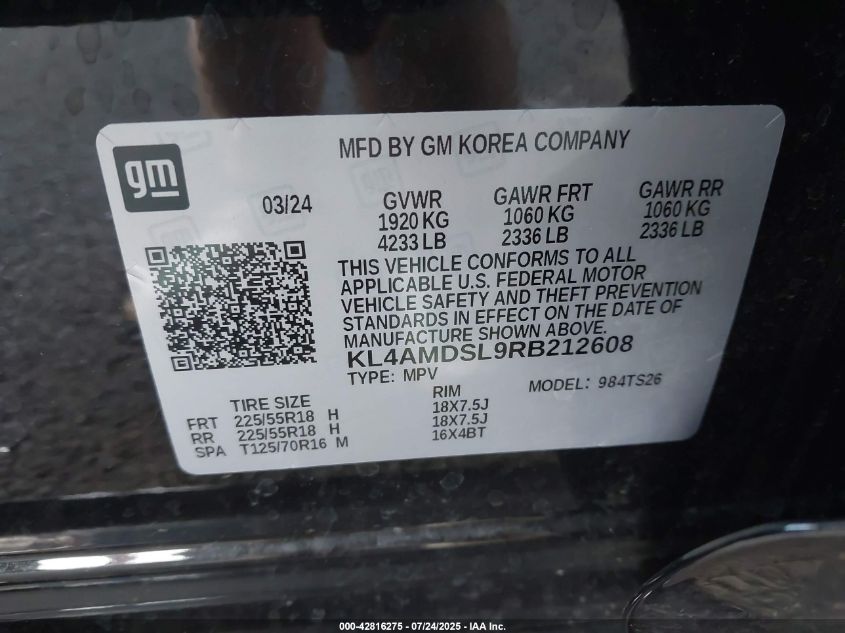 gm
MFD BY GM KOREA COMPANY
03/24
GVWR GAWR FRT GAWR RR
1920 KG 1060 KG 1060 KG
4233 LB 2336 LB 2336 LB
THIS VEHICLE CONFORMS TO ALL
APPLICABLE U.S. FEDERAL MOTOR
VEHICLE SAFETY AND THEFT PREVENTION
STANDARDS IN EFFECT ON THE DATE OF
MANUFACTURE SHOWN ABOVE.
KL4AMDSL9RB212608
TYPE: MPV MODEL: 984TS26
TIRE SIZE RIM
FRT 225/55R18 H 18X7.5J
RR 225/55R18 H 18X7.5J
SPA T125/70R16 M 16X4BT
000-42816275 - 07/24/2025 - IAA Inc.